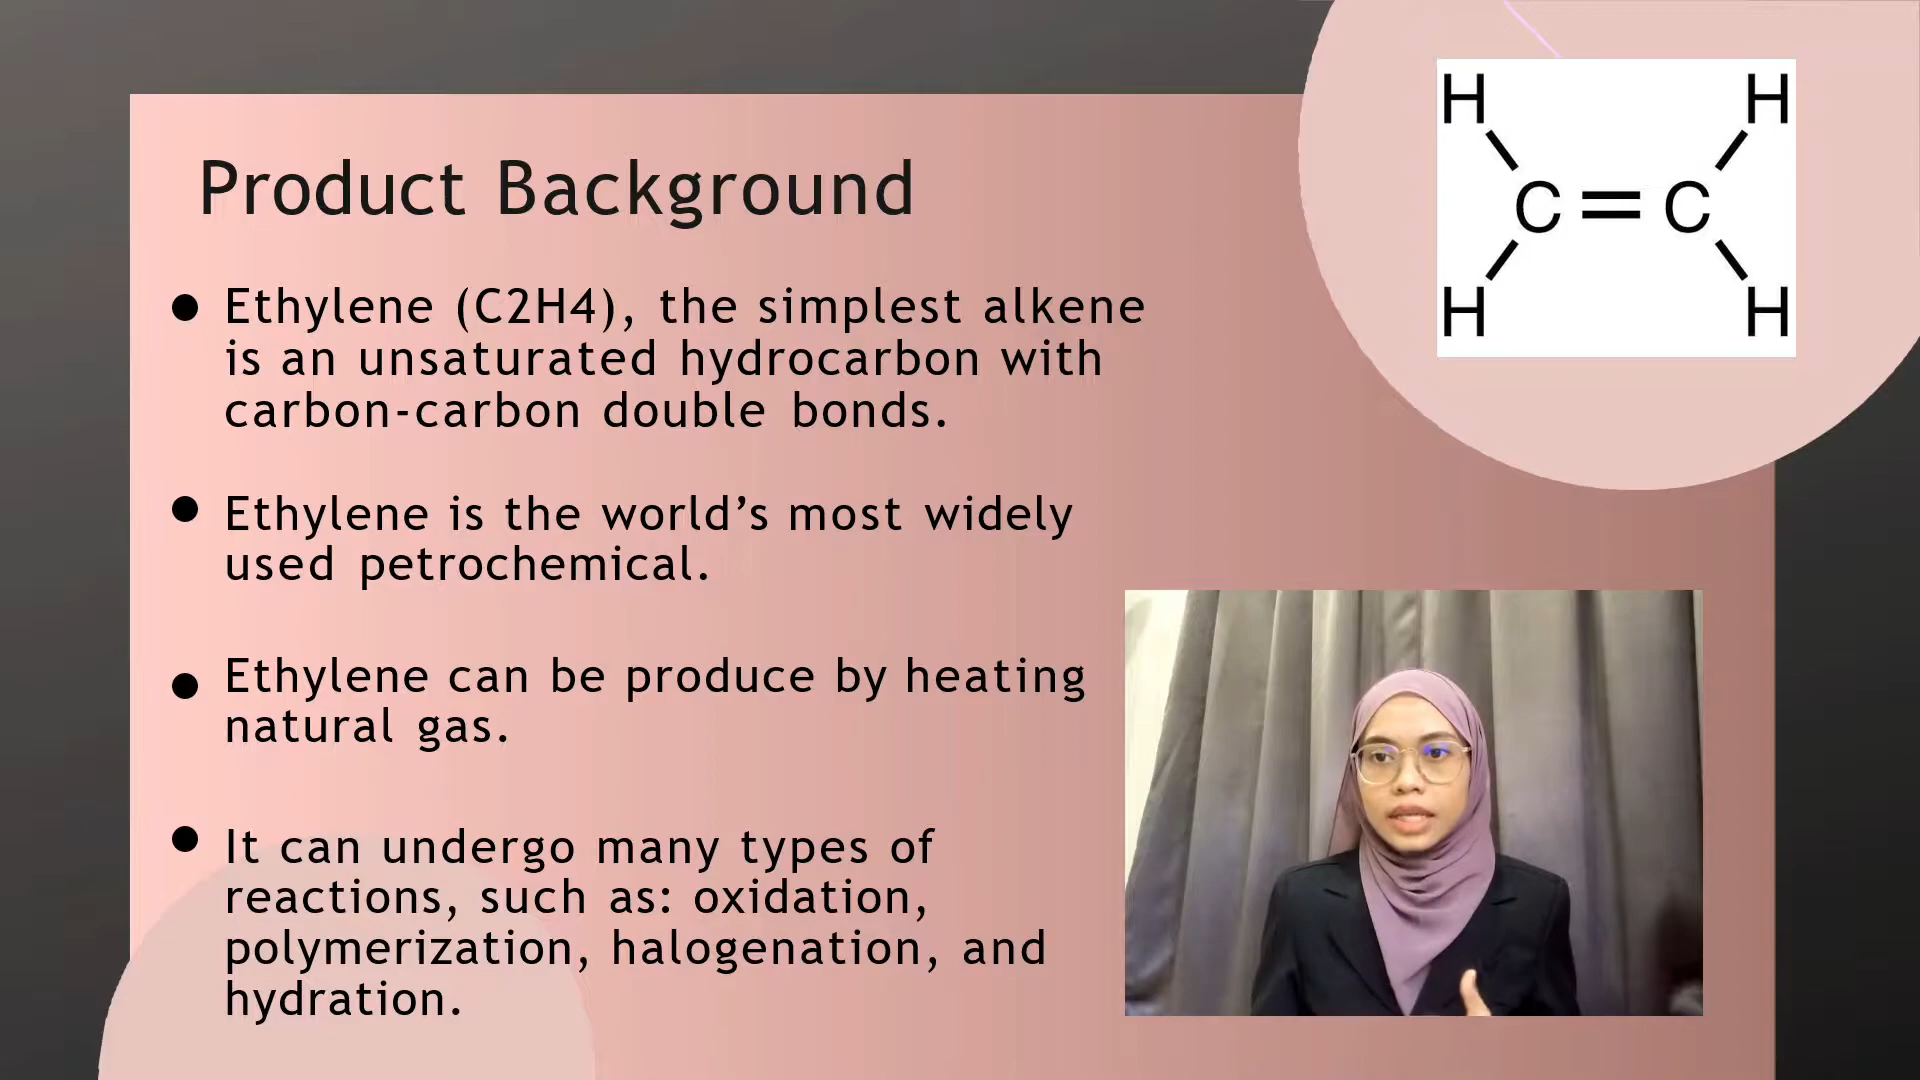 Product Background
Ethylene (C2H4), the simplest alkene
is an unsaturated hydrocarbon with
carbon-carbon double bonds.
Ethylene is the world’s most widely
used petrochemical.
Ethylene can be produce by heating
natural gas.
It can undergo many types of
reactions, such as: oxidation,
polymerization, halogenation, and
hydration.
H H
C=C
H H